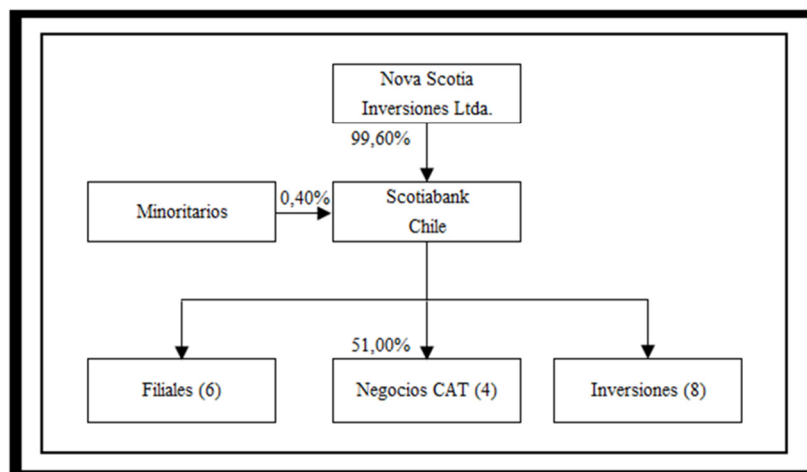 Nova Scotia
Inversiones Ltda.
99,60%
Minoritarios
0,40%
Scotiabank
Chile
51,00%
Filiales (6)
Negocios CAT (4)
Inversiones (8)